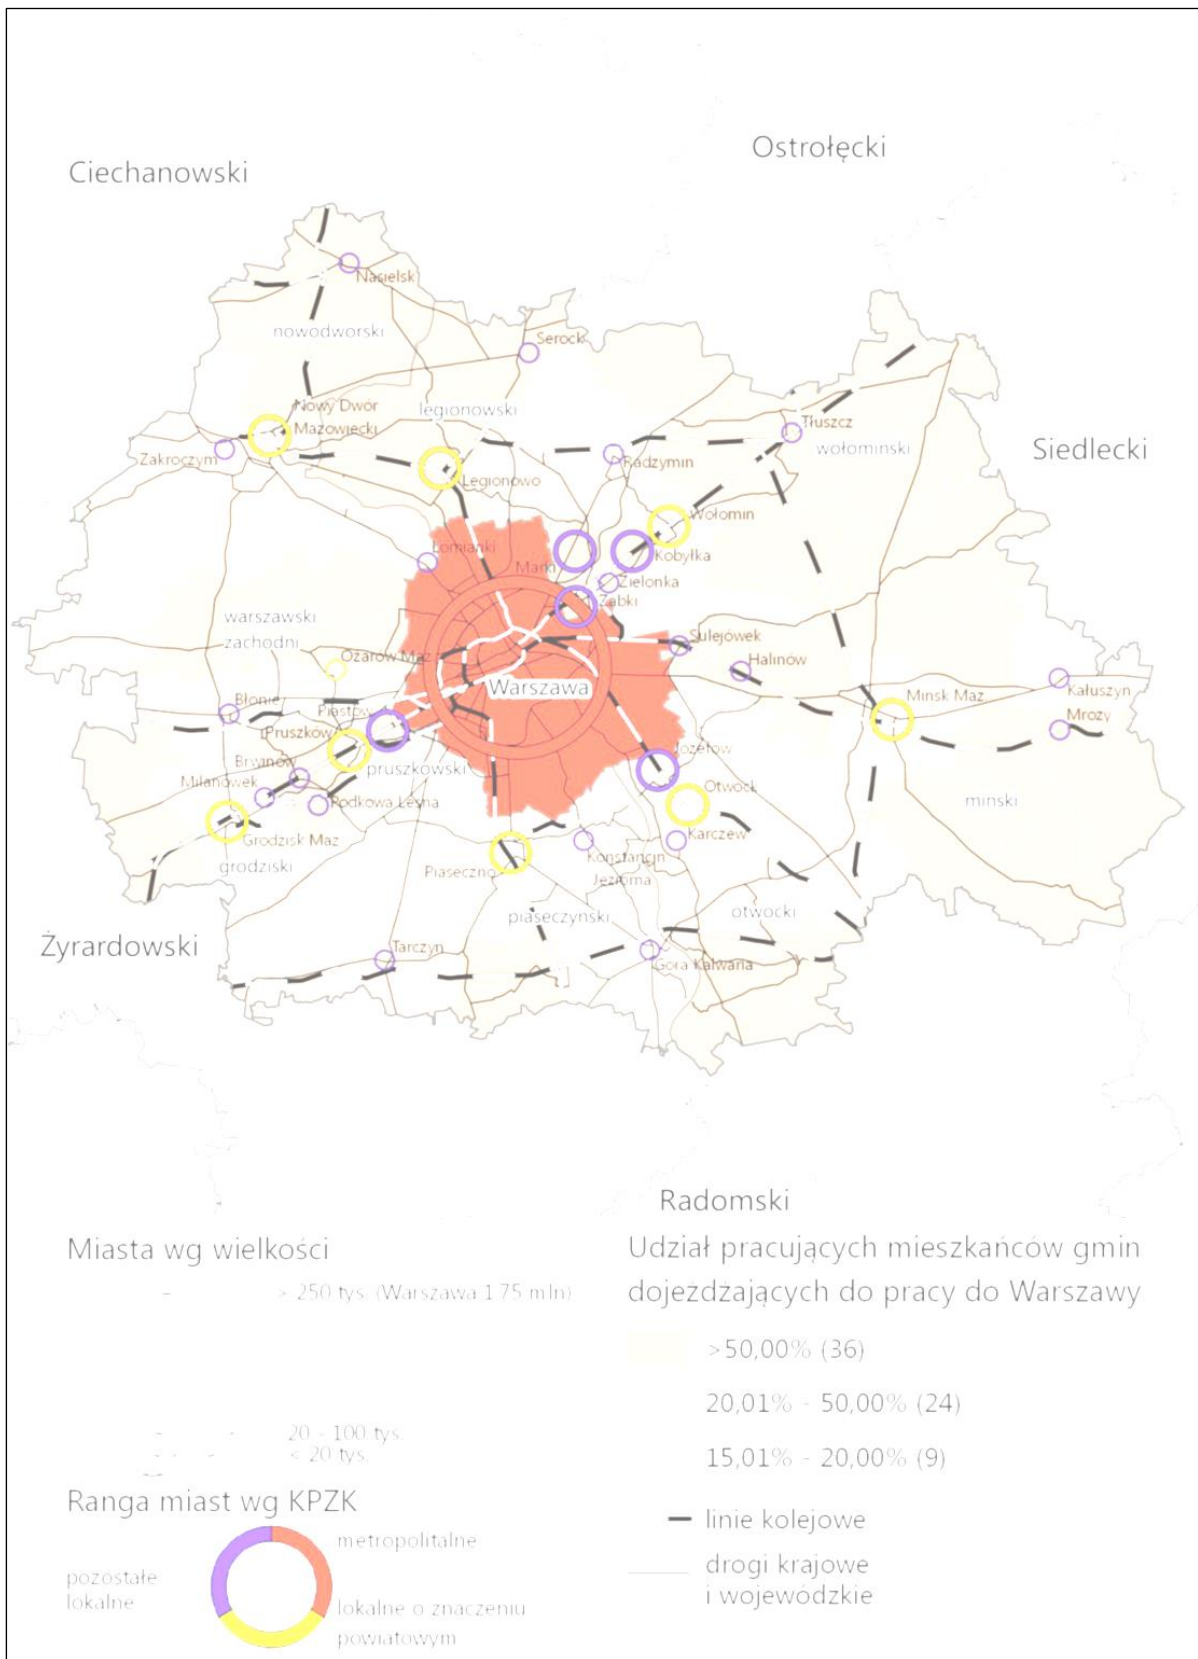 Ostrołęcki
Ciechanowski
Nasielsk
nowodworski
Serock
Nowy Dwór
Mazowiecki
legionowski
Tłuszcz
wołomiński
Siedlecki
Zakroczym
Radzymin
Legionowo
Wołomin
Łomianki
Marki
Kobyłka
Zielonka
Ząbki
warszawski
zachodni
Sulejówek
Ożarów Maz
Halinów
Warszawa
Kałuszyn
Błonie
Piastów
Minsk Maz
Mrozy
Pruszków
Józefow
pruszkowski
Brwinów
Milanówek
Otwock
minski
Podkowa Lesna
Grodzisk Maz
Karczew
Konstancin
Jeziorna
grodziski
Piaseczno
piaseczyński
otwocki
Żyrardowski
Tarczyn
Gora Kalwaria
Radomski
Miasta wg wielkości
> 250 tys. (Warszawa 1.75 mln)
20 - 100 tys.
< 20 tys.
Ranga miast wg KPZK
metropolitalne
pozostałe
lokalne
lokalne o znaczeniu
powiatowym
Udział pracujących mieszkańców gmin
dojeżdżających do pracy do Warszawy
>50,00% (36)
20,01% - 50,00% (24)
15,01% - 20,00% (9)
linie kolejowe
drogi krajowe
i wojewódzkie